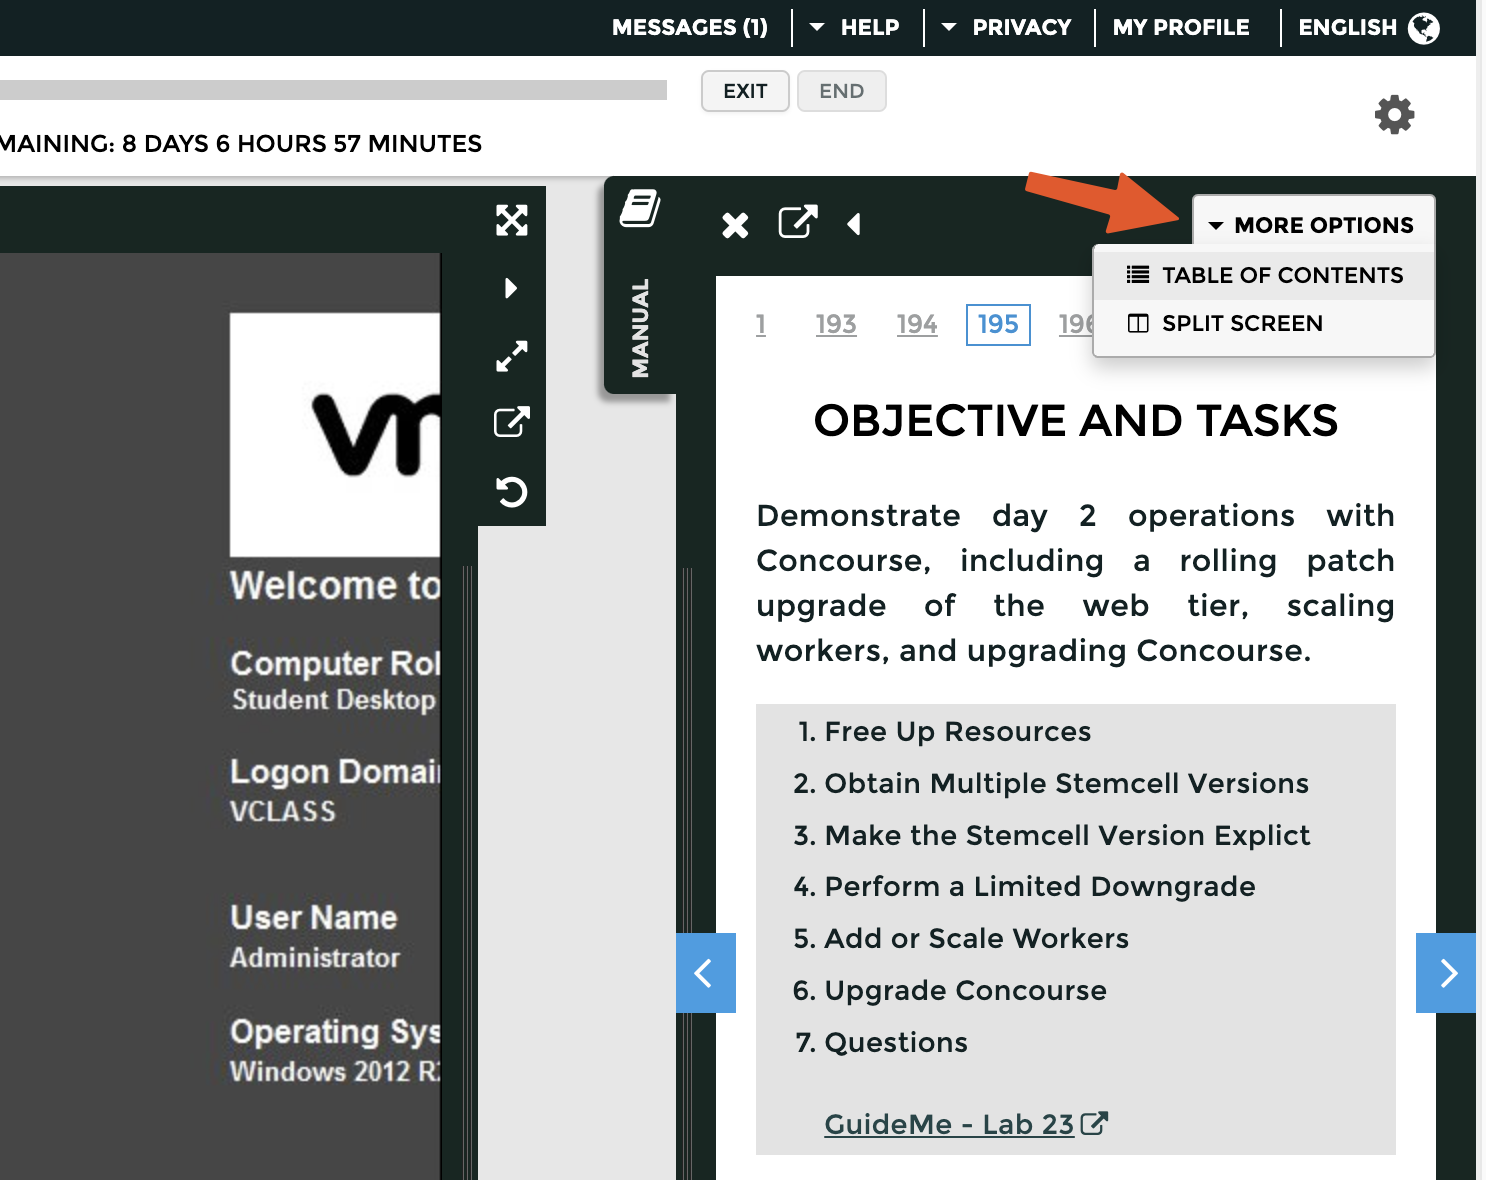 MESSAGES (1) HELP PRIVACY MY PROFILE ENGLISH
EXIT END
MAINING: 8 DAYS 6 HOURS 57 MINUTES
MORE OPTIONS
TABLE OF CONTENTS
SPLIT SCREEN
MANUAL
1 193 194 195 196
OBJECTIVE AND TASKS
Demonstrate day 2 operations with
Concourse, including a rolling patch
upgrade of the web tier, scaling
workers, and upgrading Concourse.
1. Free Up Resources
2. Obtain Multiple Stemcell Versions
3. Make the Stemcell Version Explict
4. Perform a Limited Downgrade
5. Add or Scale Workers
6. Upgrade Concourse
7. Questions
GuideMe - Lab 23
vm
Welcome to
Computer Rol
Student Desktop
Logon Domai
VCLASS
User Name
Administrator
Operating Sys
Windows 2012 R